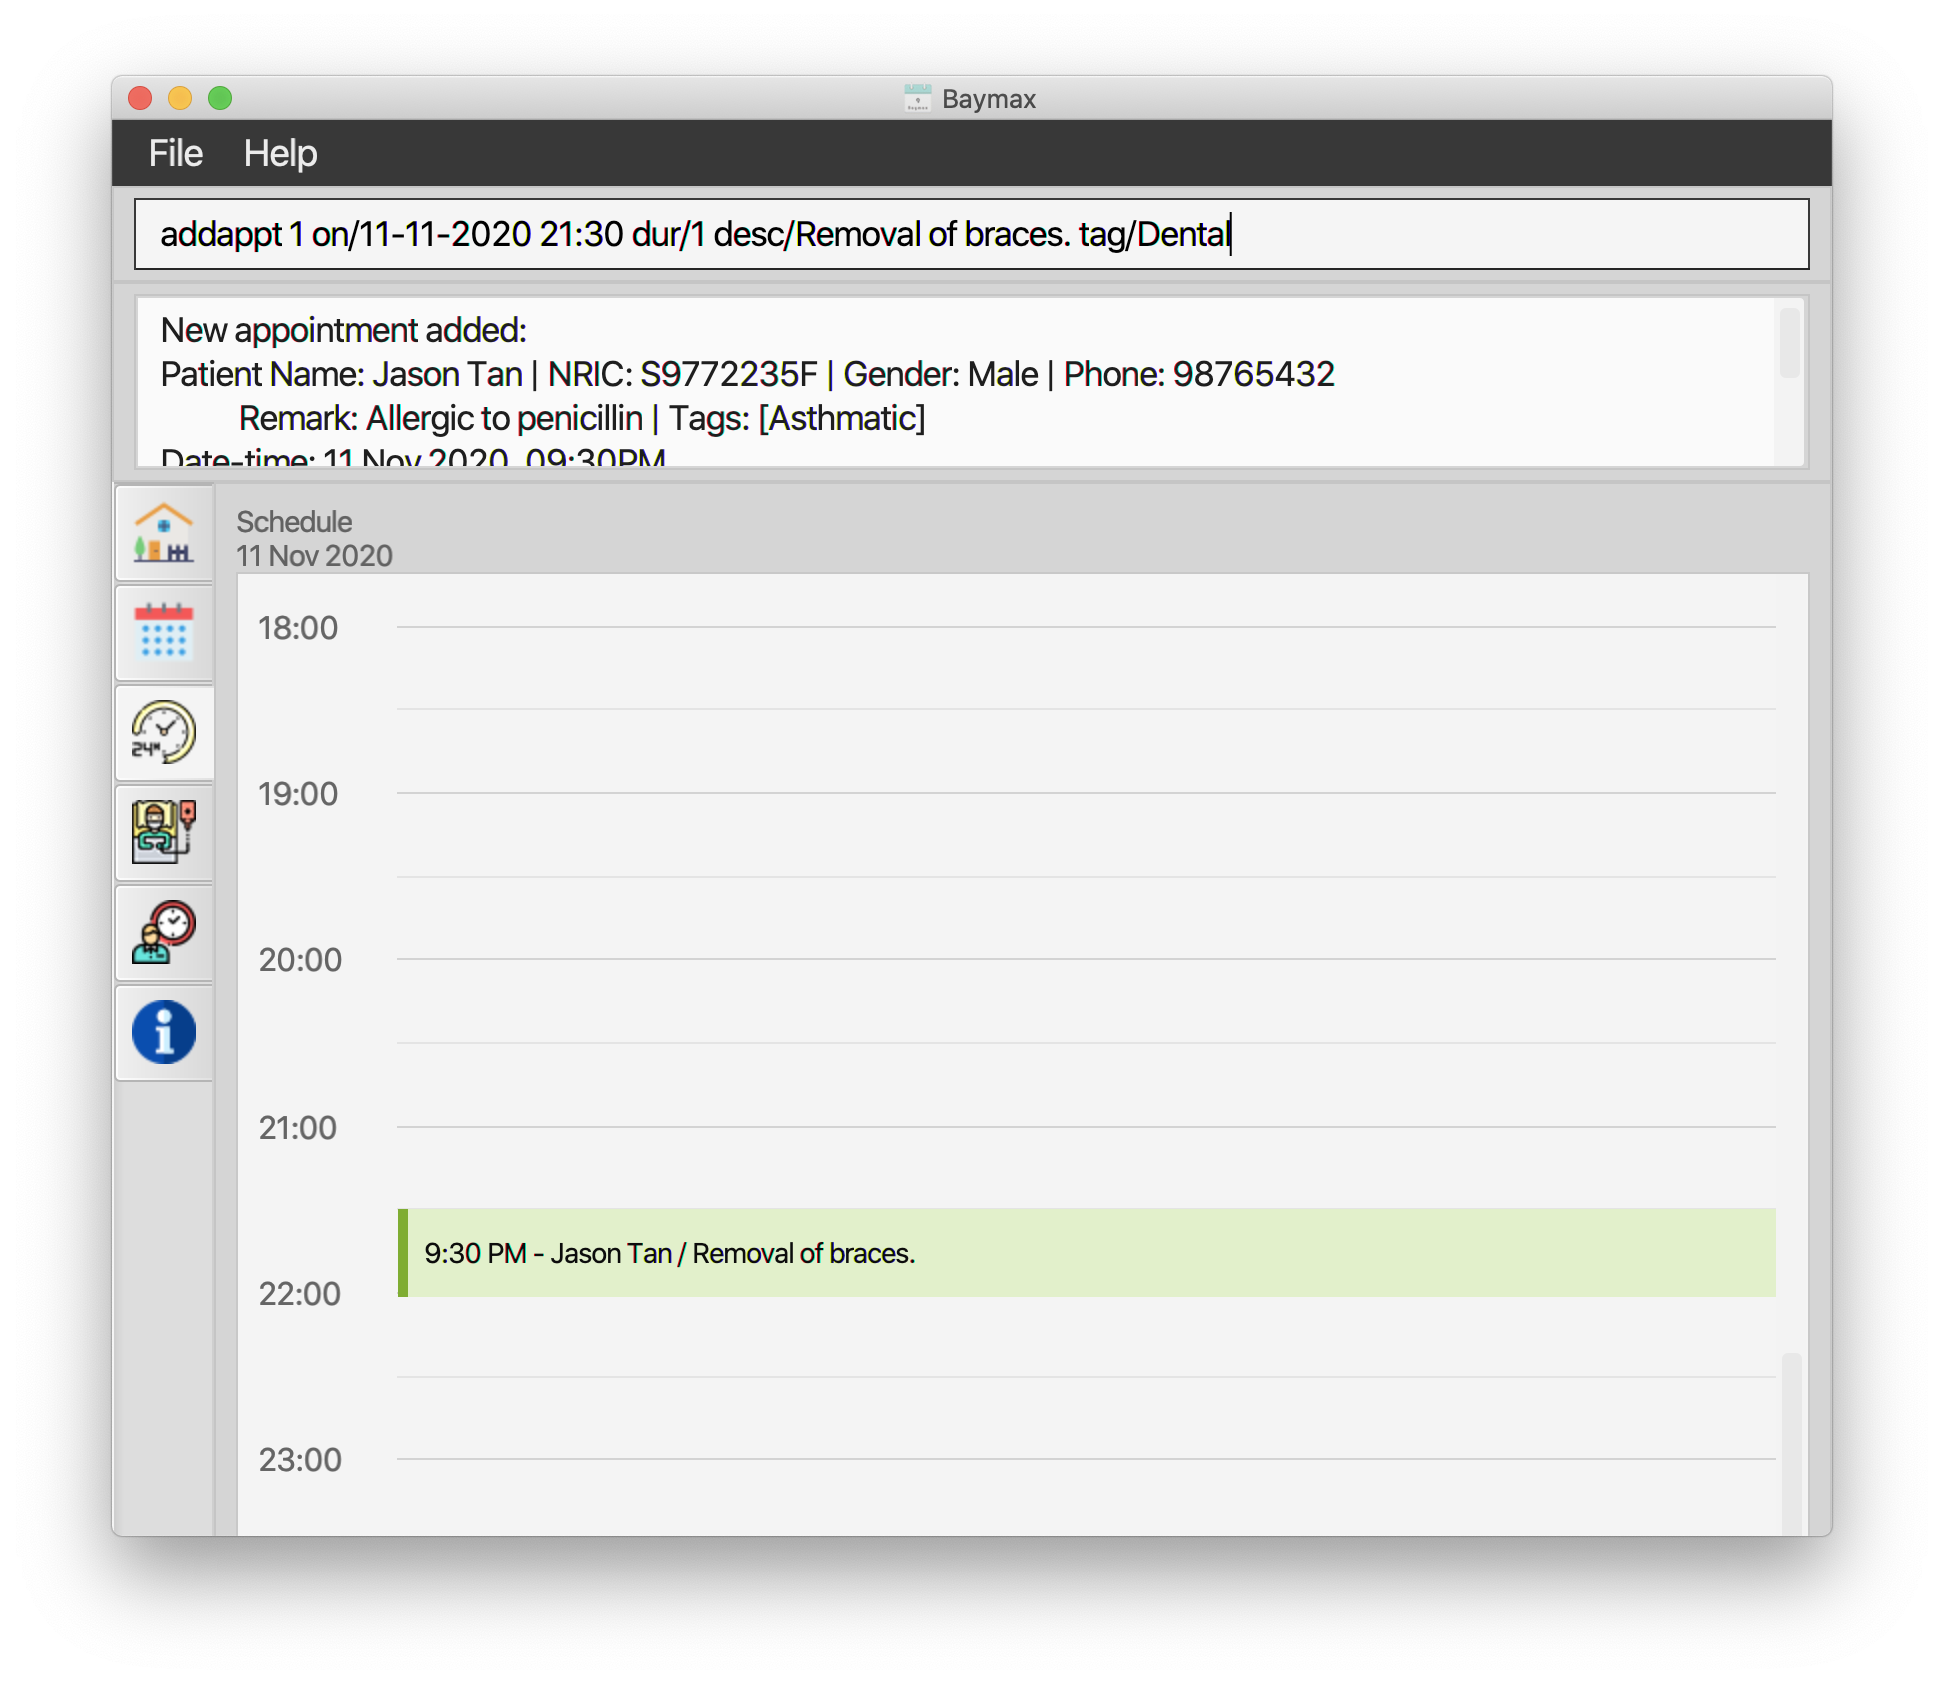 Baymax
File Help
addappt 1 on/11-11-2020 21:30 dur/1 desc/Removal of braces. tag/Dental
New appointment added:
Patient Name: Jason Tan | NRIC: S9772235F | Gender: Male | Phone: 98765432
Remark: Allergic to penicillin | Tags: [Asthmatic]
Date-time: 11 Nov 2020, 09:30PM
Schedule
11 Nov 2020
18:00
19:00
24H
20:00
21:00
9:30 PM - Jason Tan / Removal of braces.
22:00
23:00